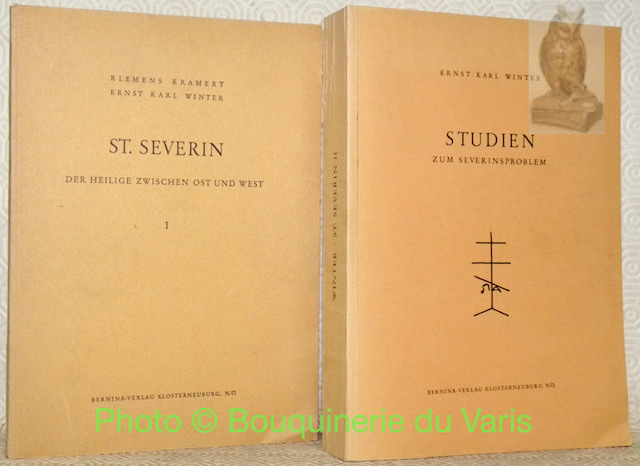 KLEMENS KRAMERT
ERNST KARL WINTER
ST. SEVERIN
DER HEILIGE ZWISCHEN OST UND WEST
I
BERNINA-VERLAG KLOSTERNEUBURG, N.Ö.
WINTER - ST. SEVERIN II
ERNST KARL WINTER
STUDIEN
ZUM SEVERINSPROBLEM
BERNINA-VERLAG KLOSTERNEUBURG NÖ.
Photo © Bouquinerie du Varis